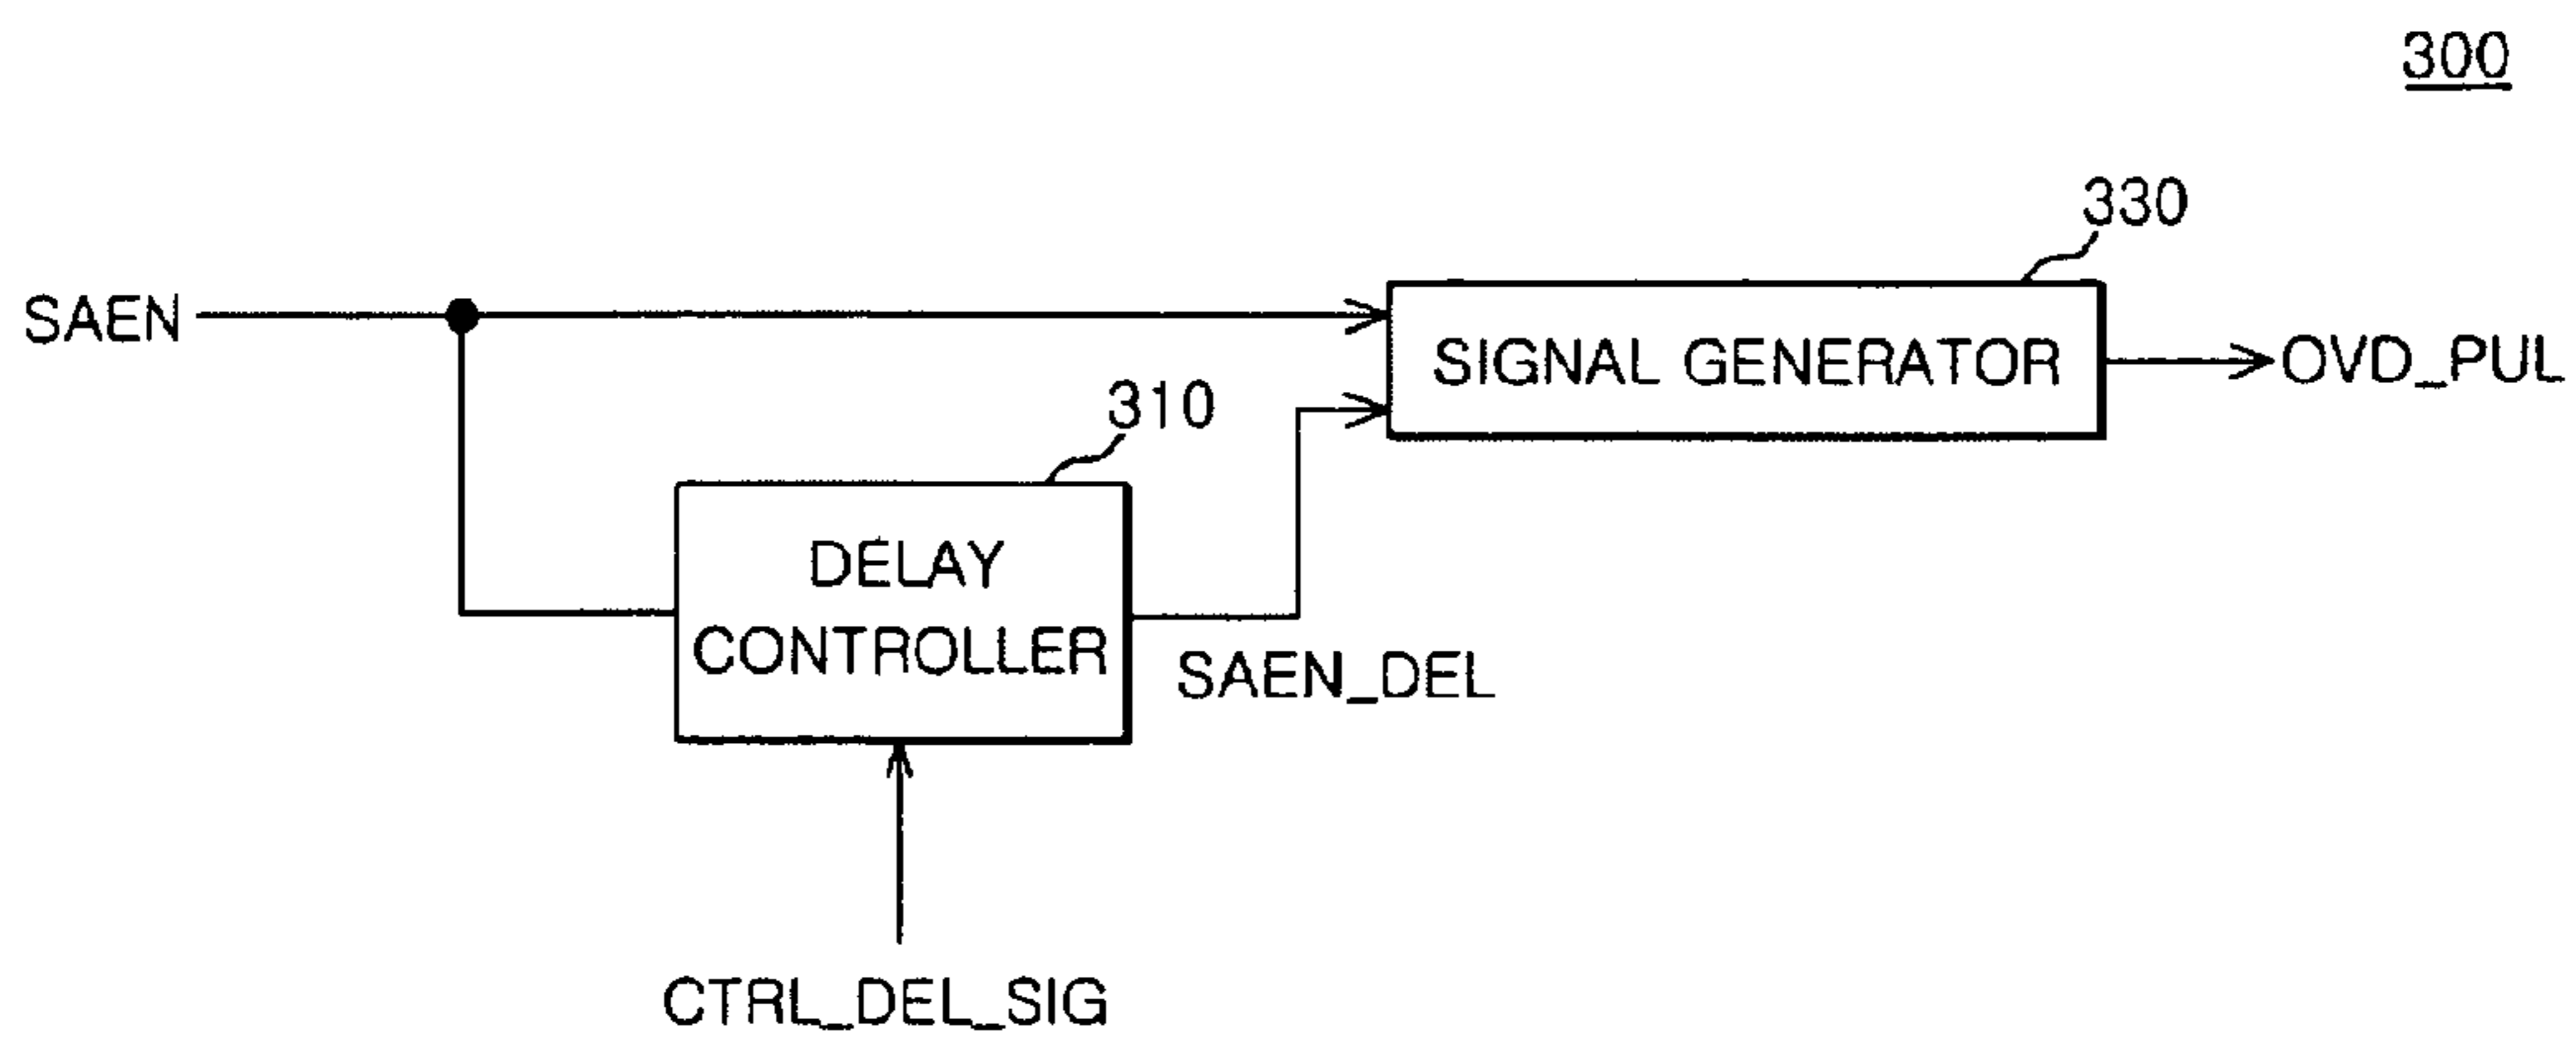 300
330
SAEN
SIGNAL GENERATOR
OVD_PUL
310
DELAY
CONTROLLER
SAEN_DEL
CTRL_DEL_SIG